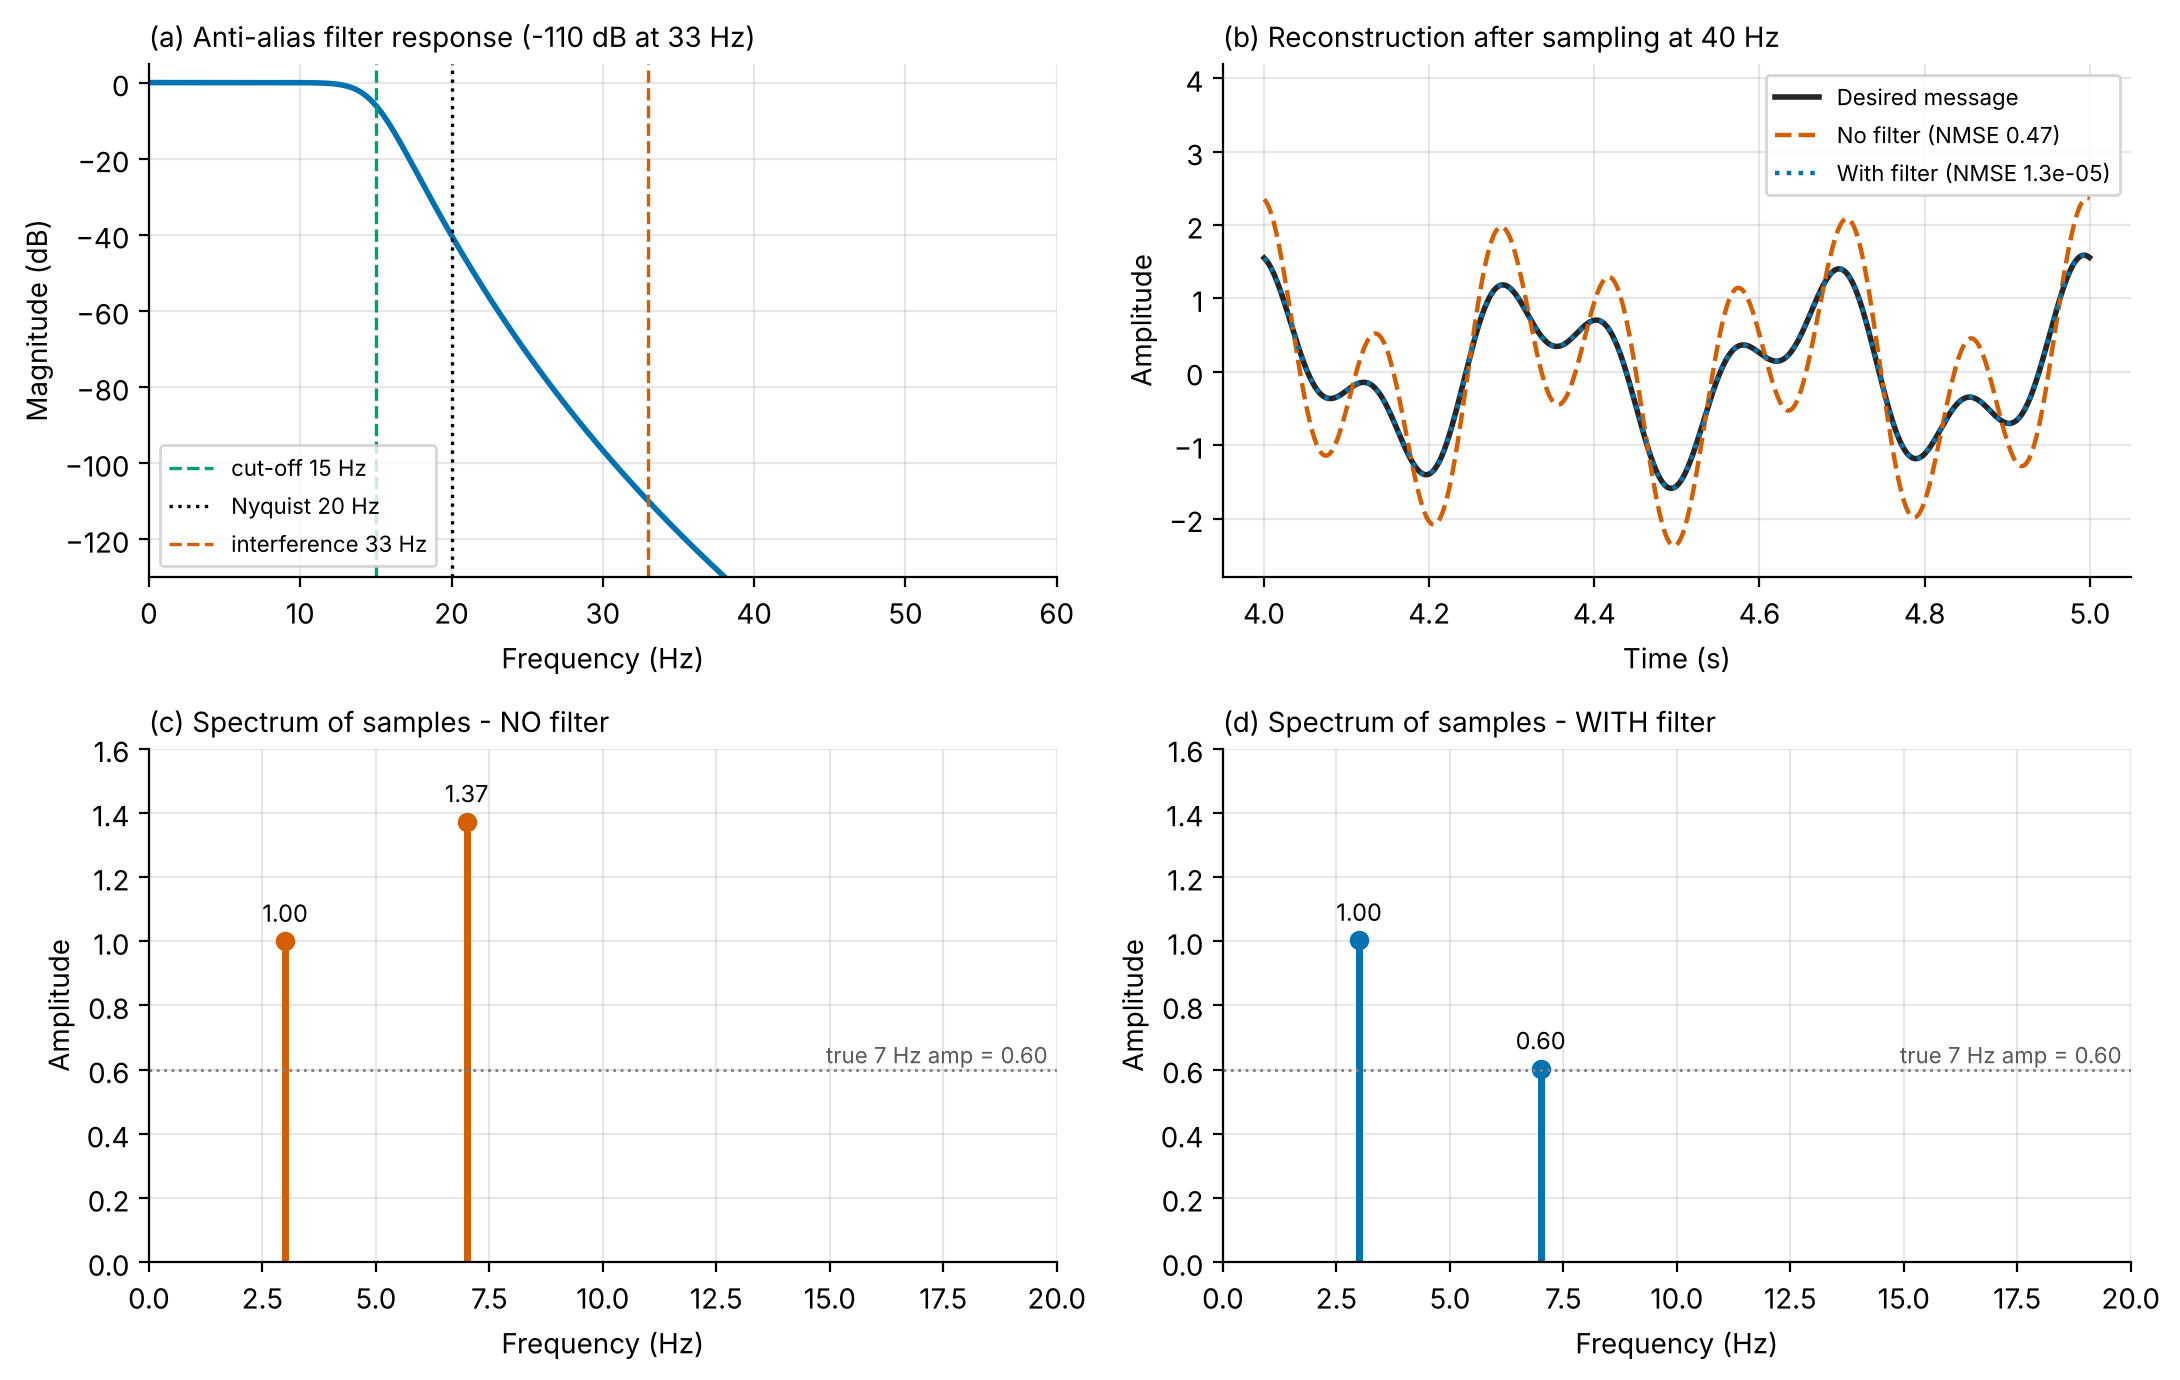 (a) Anti-alias filter response (-110 dB at 33 Hz)
0
−20
−40
−60
−80
−100
−120
Magnitude (dB)
cut-off 15 Hz
Nyquist 20 Hz
interference 33 Hz
0 10 20 30 40 50 60
Frequency (Hz)
(b) Reconstruction after sampling at 40 Hz
4
3
2
1
0
−1
−2
Amplitude
Desired message
No filter (NMSE 0.47)
With filter (NMSE 1.3e-05)
4.0 4.2 4.4 4.6 4.8 5.0
Time (s)
(c) Spectrum of samples - NO filter
1.6
1.4
1.2
1.0
0.8
0.6
0.4
0.2
0.0
Amplitude
1.37
1.00
true 7 Hz amp = 0.60
0.0 2.5 5.0 7.5 10.0 12.5 15.0 17.5 20.0
Frequency (Hz)
(d) Spectrum of samples - WITH filter
1.6
1.4
1.2
1.0
0.8
0.6
0.4
0.2
0.0
Amplitude
1.00
0.60
true 7 Hz amp = 0.60
0.0 2.5 5.0 7.5 10.0 12.5 15.0 17.5 20.0
Frequency (Hz)